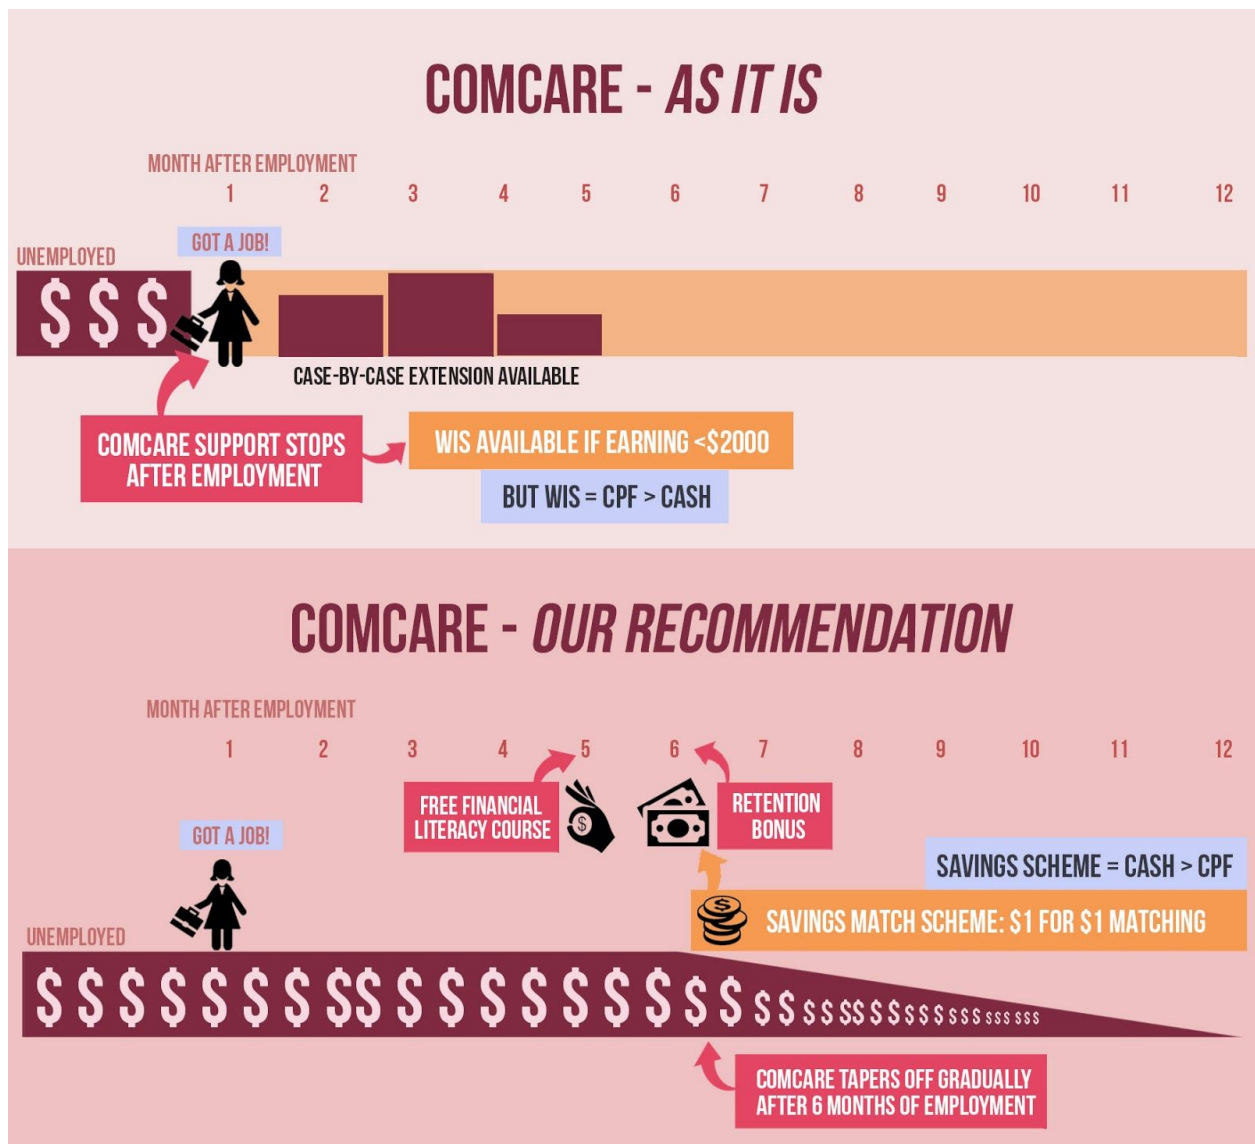 COMCARE - AS IT IS
MONTH AFTER EMPLOYMENT
1 2 3 4 5 6 7 8 9 10 11 12
GOT A JOB!
UNEMPLOYED
$ $ $
CASE-BY-CASE EXTENSION AVAILABLE
COMCARE SUPPORT STOPS
AFTER EMPLOYMENT
WIS AVAILABLE IF EARNING <$2000
BUT WIS = CPF > CASH
COMCARE - OUR RECOMMENDATION
MONTH AFTER EMPLOYMENT
1 2 3 4 5 6 7 8 9 10 11 12
FREE FINANCIAL
LITERACY COURSE
$
RETENTION
BONUS
GOT A JOB!
SAVINGS SCHEME = CASH > CPF
$
SAVINGS MATCH SCHEME: $1 FOR $1 MATCHING
UNEMPLOYED
$ $ $ $ $ $ $ $$ $ $ $ $ $ $ $ $ $ $ $ $ $ $ $$ $ $ $ $ $ $ $ $ $ $ $ $ $ $
COMCARE TAPERS OFF GRADUALLY
AFTER 6 MONTHS OF EMPLOYMENT